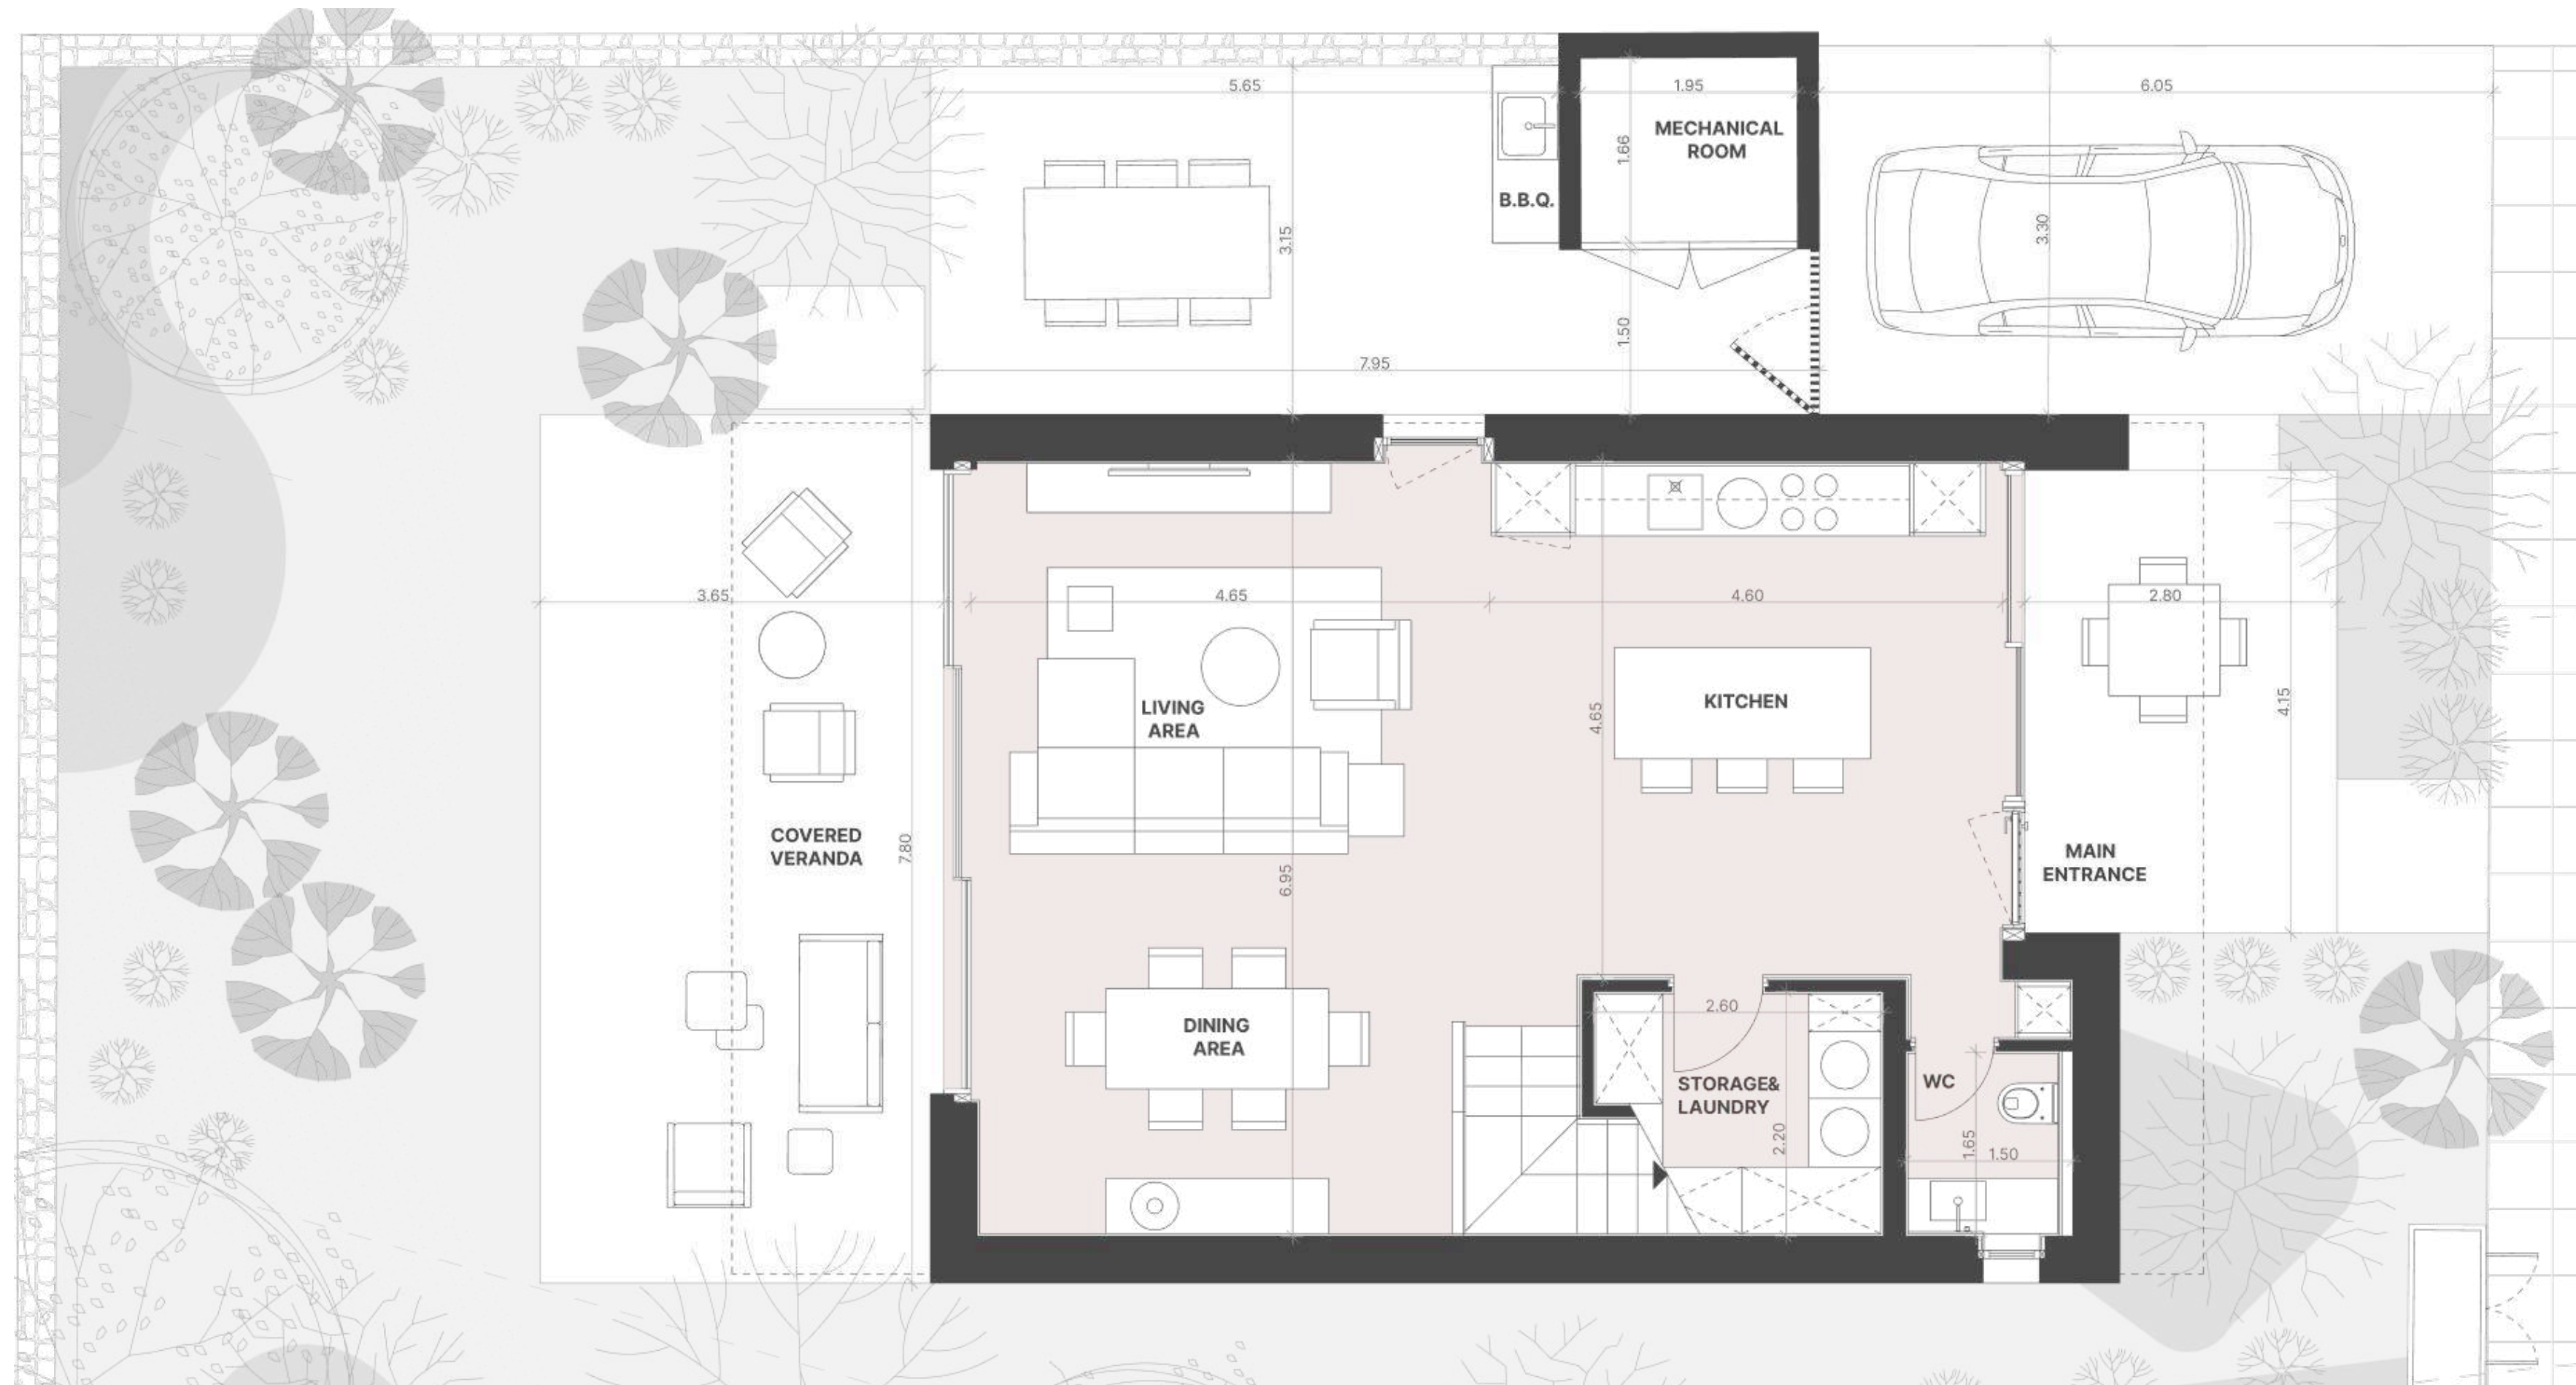 5.65
1.95
6.05
MECHANICAL
ROOM
1.66
B.B.Q.
3.15
3.30
1.50
7.95
3.65
4.65
4.60
2.80
LIVING
AREA
KITCHEN
4.65
4.15
COVERED
VERANDA
7.80
6.95
MAIN
ENTRANCE
2.60
DINING
AREA
STORAGE&
LAUNDRY
WC
2.20
1.65
1.50